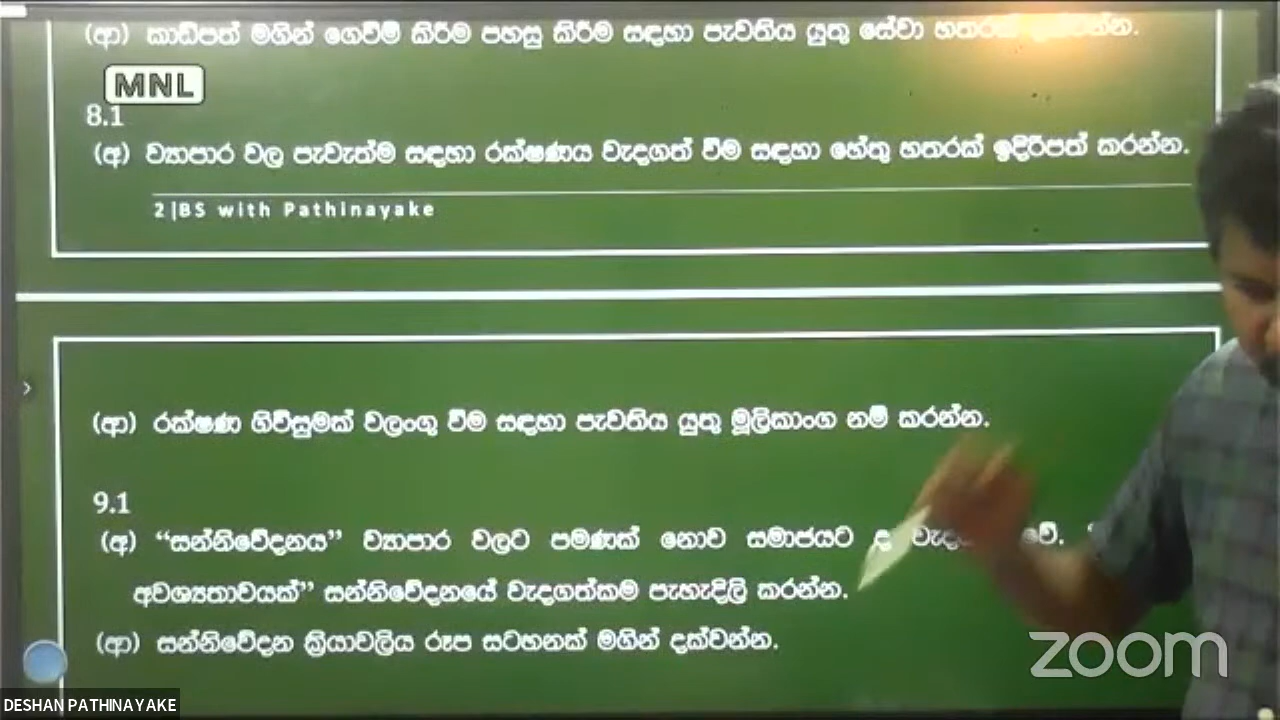 (ආ) කාඩ්පත් මගින් ගෙවීම් කිරීම පහසු කිරීම සඳහා පැවතිය යුතු සේවා හතරක් දක්වන්න.
MNL
8.1
(අ) ව්‍යාපාර වල පැවැත්ම සඳහා රක්ෂණය වැදගත් වීම සඳහා හේතු හතරක් ඉදිරිපත් කරන්න.
2|BS with Pathinayake
(ආ) රක්ෂණ ගිවිසුමක් වලංගු වීම සඳහා පැවතිය යුතු මූලිකාංග නම් කරන්න.
9.1
(අ) “සන්නිවේදනය” ව්‍යාපාර වලට පමණක් නොව සමාජයට ද වේ.
අවශ්‍යතාවයක්” සන්නිවේදනයේ වැදගත්කම පැහැදිලි කරන්න.
(ආ) සන්නිවේදන ක්‍රියාවලිය රූප සටහනක් මගින් දක්වන්න.
zoom
DESHAN PATHINAYAKE